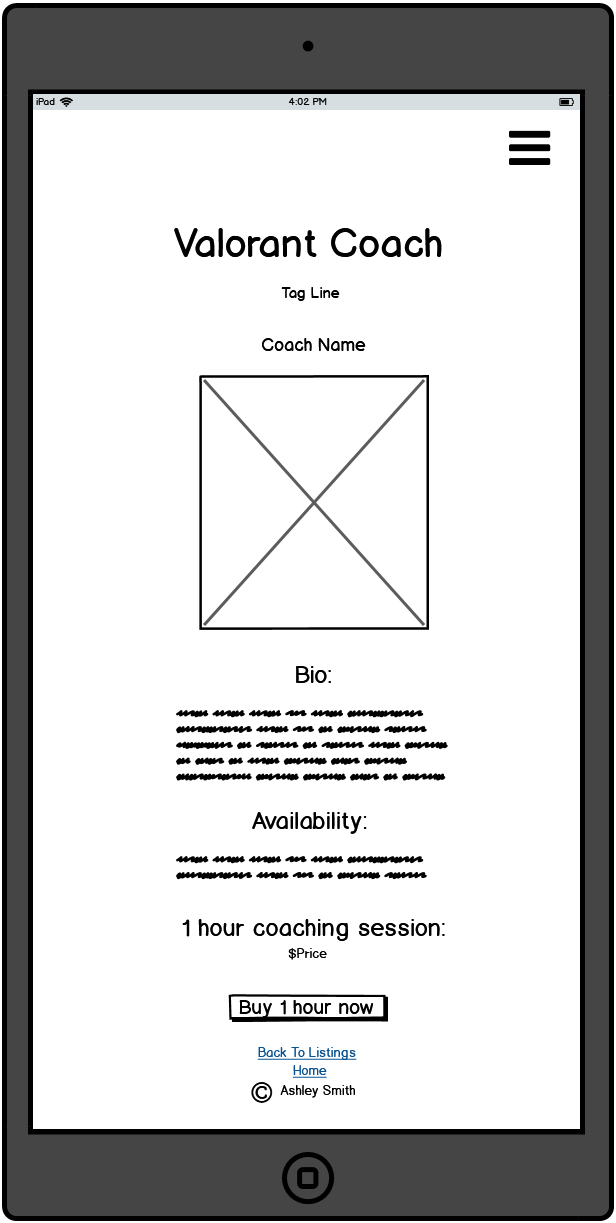 iPad 4:02 PM
Valorant Coach
Tag Line
Coach Name
Bio:
Availability:
1 hour coaching session:
$Price
Buy 1 hour now
Back To Listings
Home
© Ashley Smith